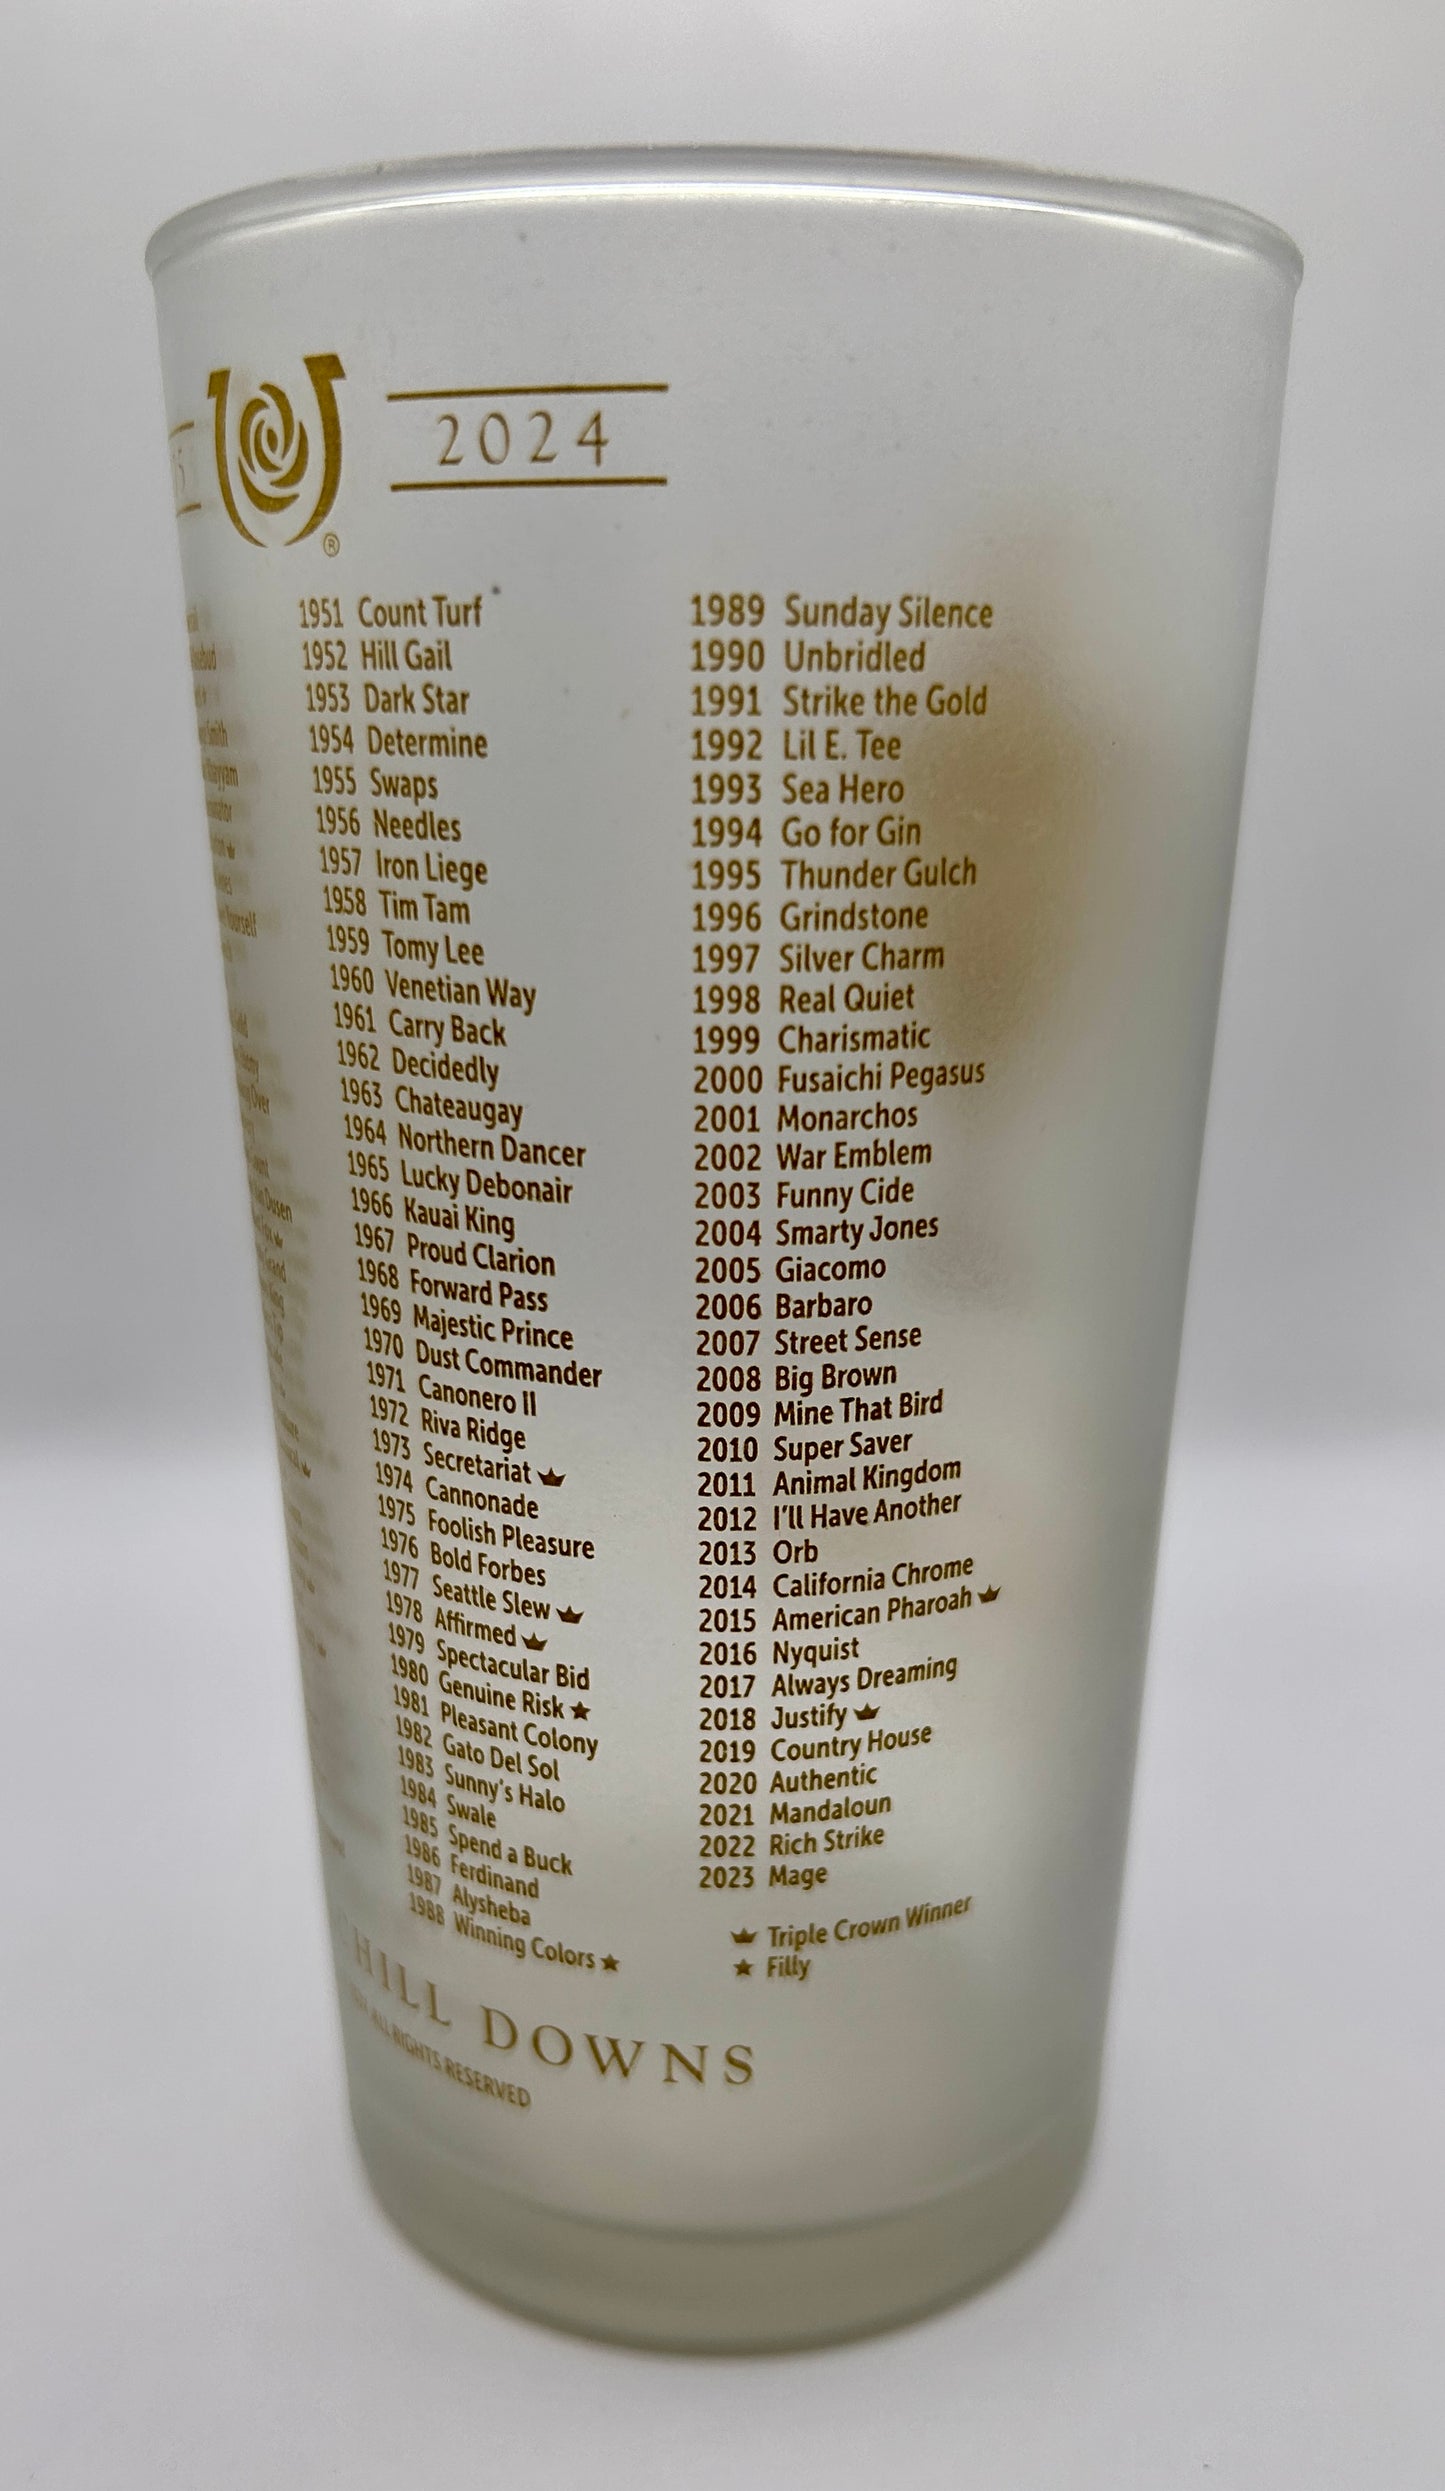 2024
®
1951 Count Turf
1952 Hill Gail
1953 Dark Star
1954 Determine
1955 Swaps
1956 Needles
1957 Iron Liege
1958 Tim Tam
1959 Tomy Lee
1960 Venetian Way
1961 Carry Back
1962 Decidedly
1963 Chateaugay
1964 Northern Dancer
1965 Lucky Debonair
1966 Kauai King
1967 Proud Clarion
1968 Forward Pass
1969 Majestic Prince
1970 Dust Commander
1971 Canonero II
1972 Riva Ridge
1973 Secretariat
1974 Cannonade
1975 Foolish Pleasure
1976 Bold Forbes
1977 Seattle Slew
1978 Affirmed
1979 Spectacular Bid
1980 Genuine Risk ★
1981 Pleasant Colony
1982 Gato Del Sol
1983 Sunny's Halo
1984 Swale
1985 Spend a Buck
1986 Ferdinand
1987 Alysheba
1988 Winning Colors ★
1989 Sunday Silence
1990 Unbridled
1991 Strike the Gold
1992 Lil E. Tee
1993 Sea Hero
1994 Go for Gin
1995 Thunder Gulch
1996 Grindstone
1997 Silver Charm
1998 Real Quiet
1999 Charismatic
2000 Fusaichi Pegasus
2001 Monarchos
2002 War Emblem
2003 Funny Cide
2004 Smarty Jones
2005 Giacomo
2006 Barbaro
2007 Street Sense
2008 Big Brown
2009 Mine That Bird
2010 Super Saver
2011 Animal Kingdom
2012 I'll Have Another
2013 Orb
2014 California Chrome
2015 American Pharoah
2016 Nyquist
2017 Always Dreaming
2018 Justify
2019 Country House
2020 Authentic
2021 Mandaloun
2022 Rich Strike
2023 Mage
Triple Crown Winner
★ Filly
CHILL DOWNS
ALL RIGHTS RESERVED